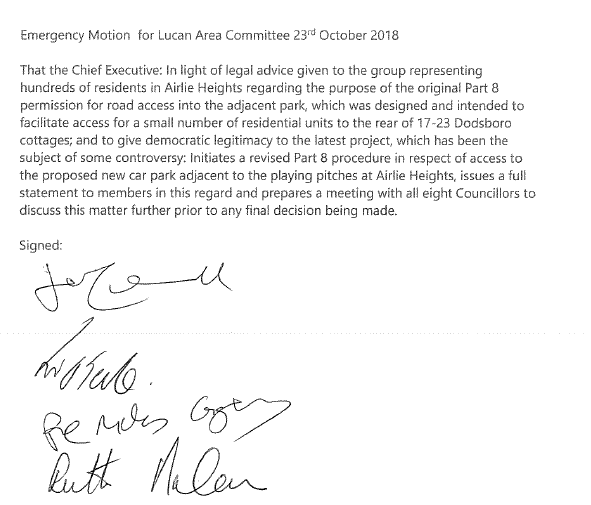 Emergency Motion for Lucan Area Committee 23rd October 2018
That the Chief Executive: In light of legal advice given to the group representing
hundreds of residents in Airlie Heights regarding the purpose of the original Part 8
permission for road access into the adjacent park, which was designed and intended to
facilitate access for a small number of residential units to the rear of 17-23 Dodsboro
cottages; and to give democratic legitimacy to the latest project, which has been the
subject of some controversy: Initiates a revised Part 8 procedure in respect of access to
the proposed new car park adjacent to the playing pitches at Airlie Heights, issues a full
statement to members in this regard and prepares a meeting with all eight Councillors to
discuss this matter further prior to any final decision being made.
Signed:
Ruth